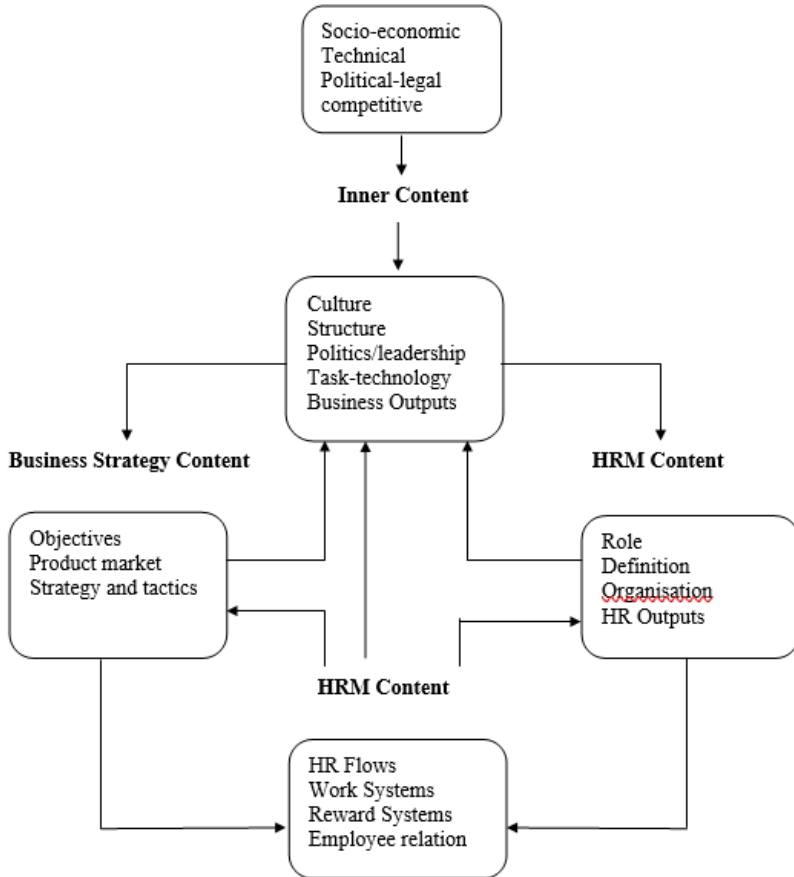 Socio-economic
Technical
Political-legal
competitive
Inner Content
Culture
Structure
Politics/leadership
Task-technology
Business Outputs
Business Strategy Content
HRM Content
Objectives
Product market
Strategy and tactics
Role
Definition
Organisation
HR Outputs
HRM Content
HR Flows
Work Systems
Reward Systems
Employee relation